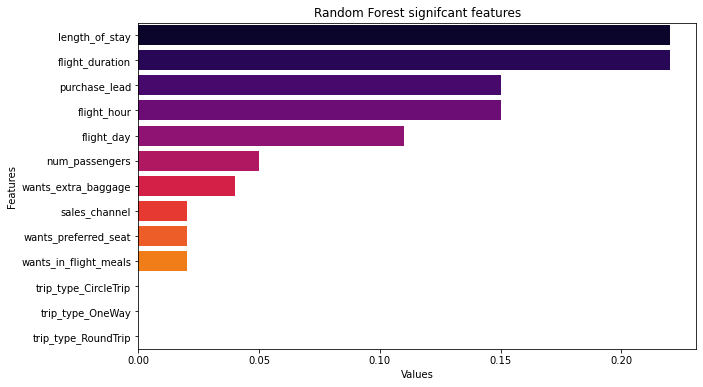 Random Forest signifcant features
length_of_stay
flight_duration
purchase_lead
flight_hour
flight_day
num_passengers
wants_extra_baggage
sales_channel
wants_preferred_seat
wants_in_flight_meals
trip_type_CircleTrip
trip_type_OneWay
trip_type_RoundTrip
Features
0.00 0.05 0.10 0.15 0.20
Values